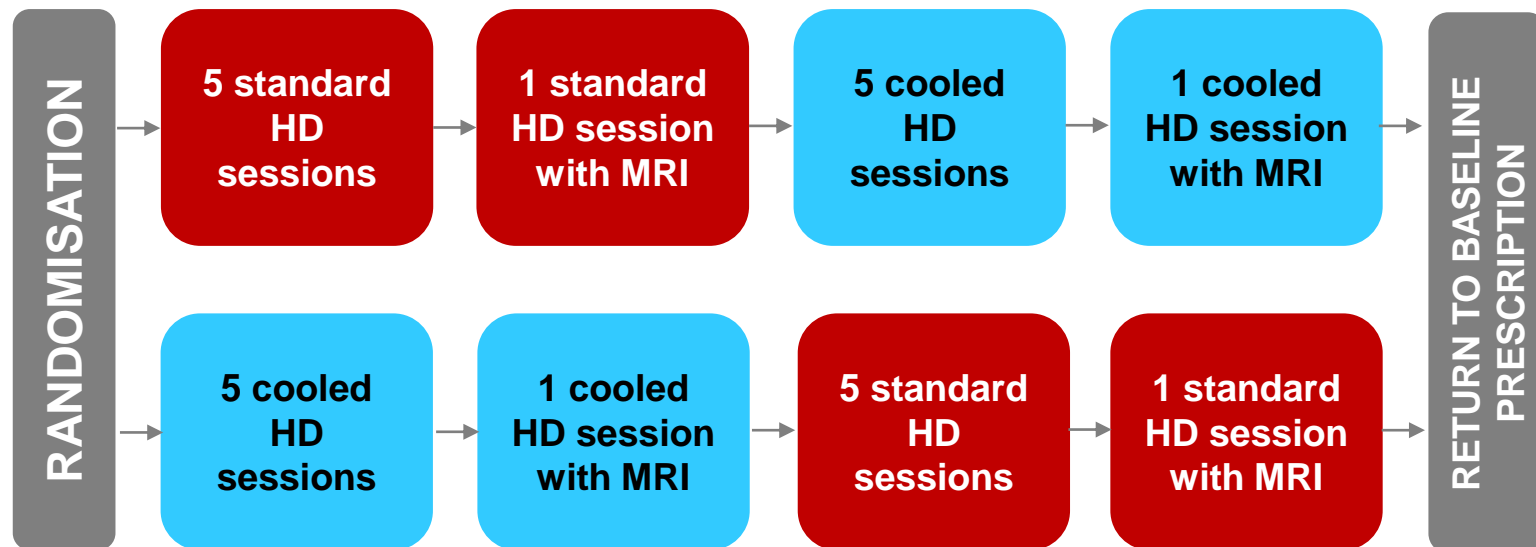 RANDOMISATION
5 standard
HD
sessions
1 standard
HD session
with MRI
5 cooled
HD
sessions
1 cooled
HD session
with MRI
5 cooled
HD
sessions
1 cooled
HD session
with MRI
5 standard
HD
sessions
1 standard
HD session
with MRI
RETURN TO BASELINE
PRESCRIPTION